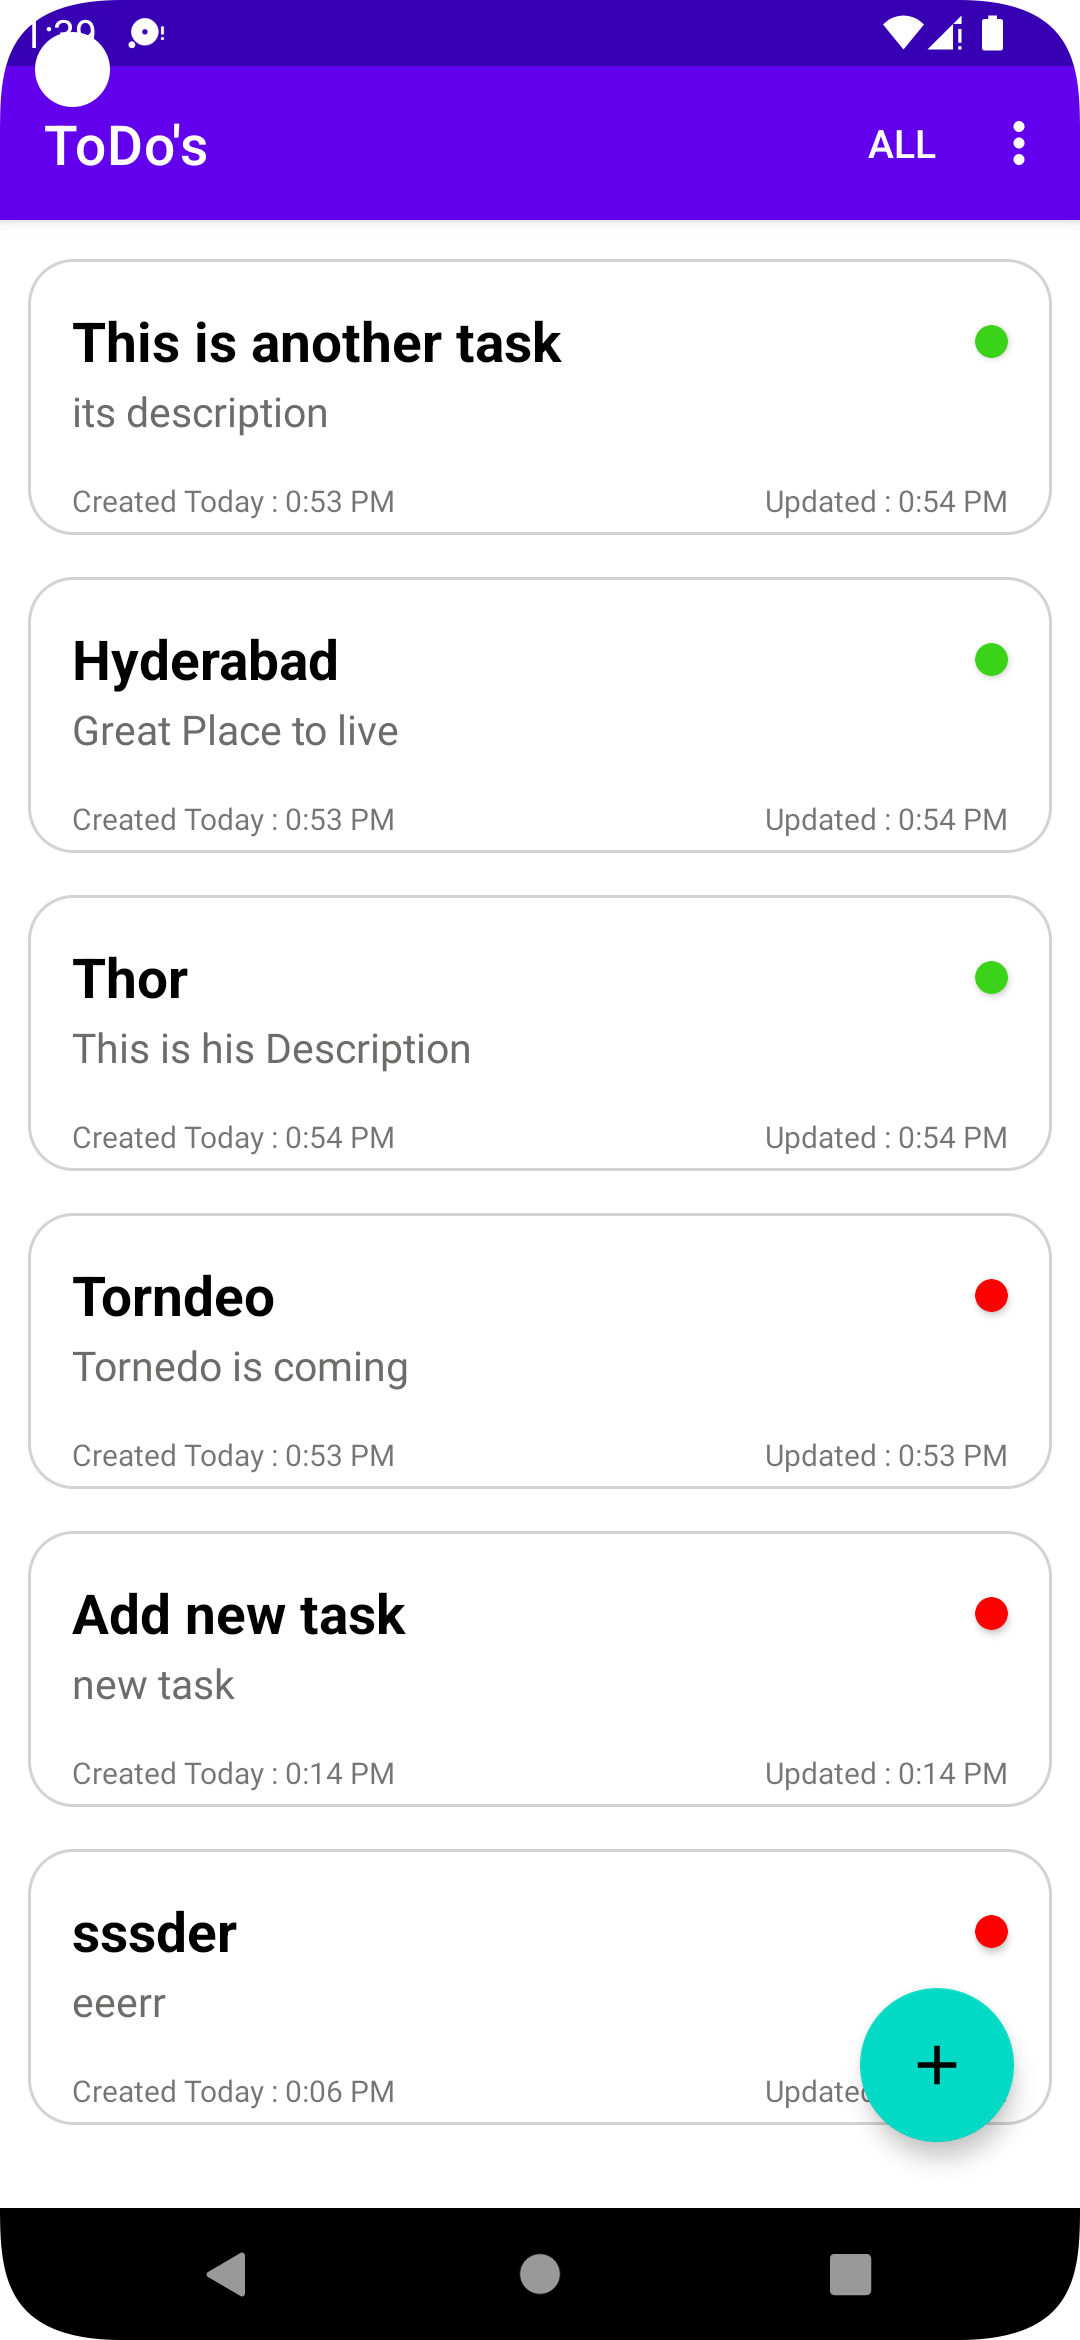 ToDo's
ALL
This is another task
its description
Created Today : 0:53 PM
Updated : 0:54 PM
Hyderabad
Great Place to live
Created Today : 0:53 PM
Updated : 0:54 PM
Thor
This is his Description
Created Today : 0:54 PM
Updated : 0:54 PM
Torndeo
Tornedo is coming
Created Today : 0:53 PM
Updated : 0:53 PM
Add new task
new task
Created Today : 0:14 PM
Updated : 0:14 PM
sssder
eeerr
Created Today : 0:06 PM